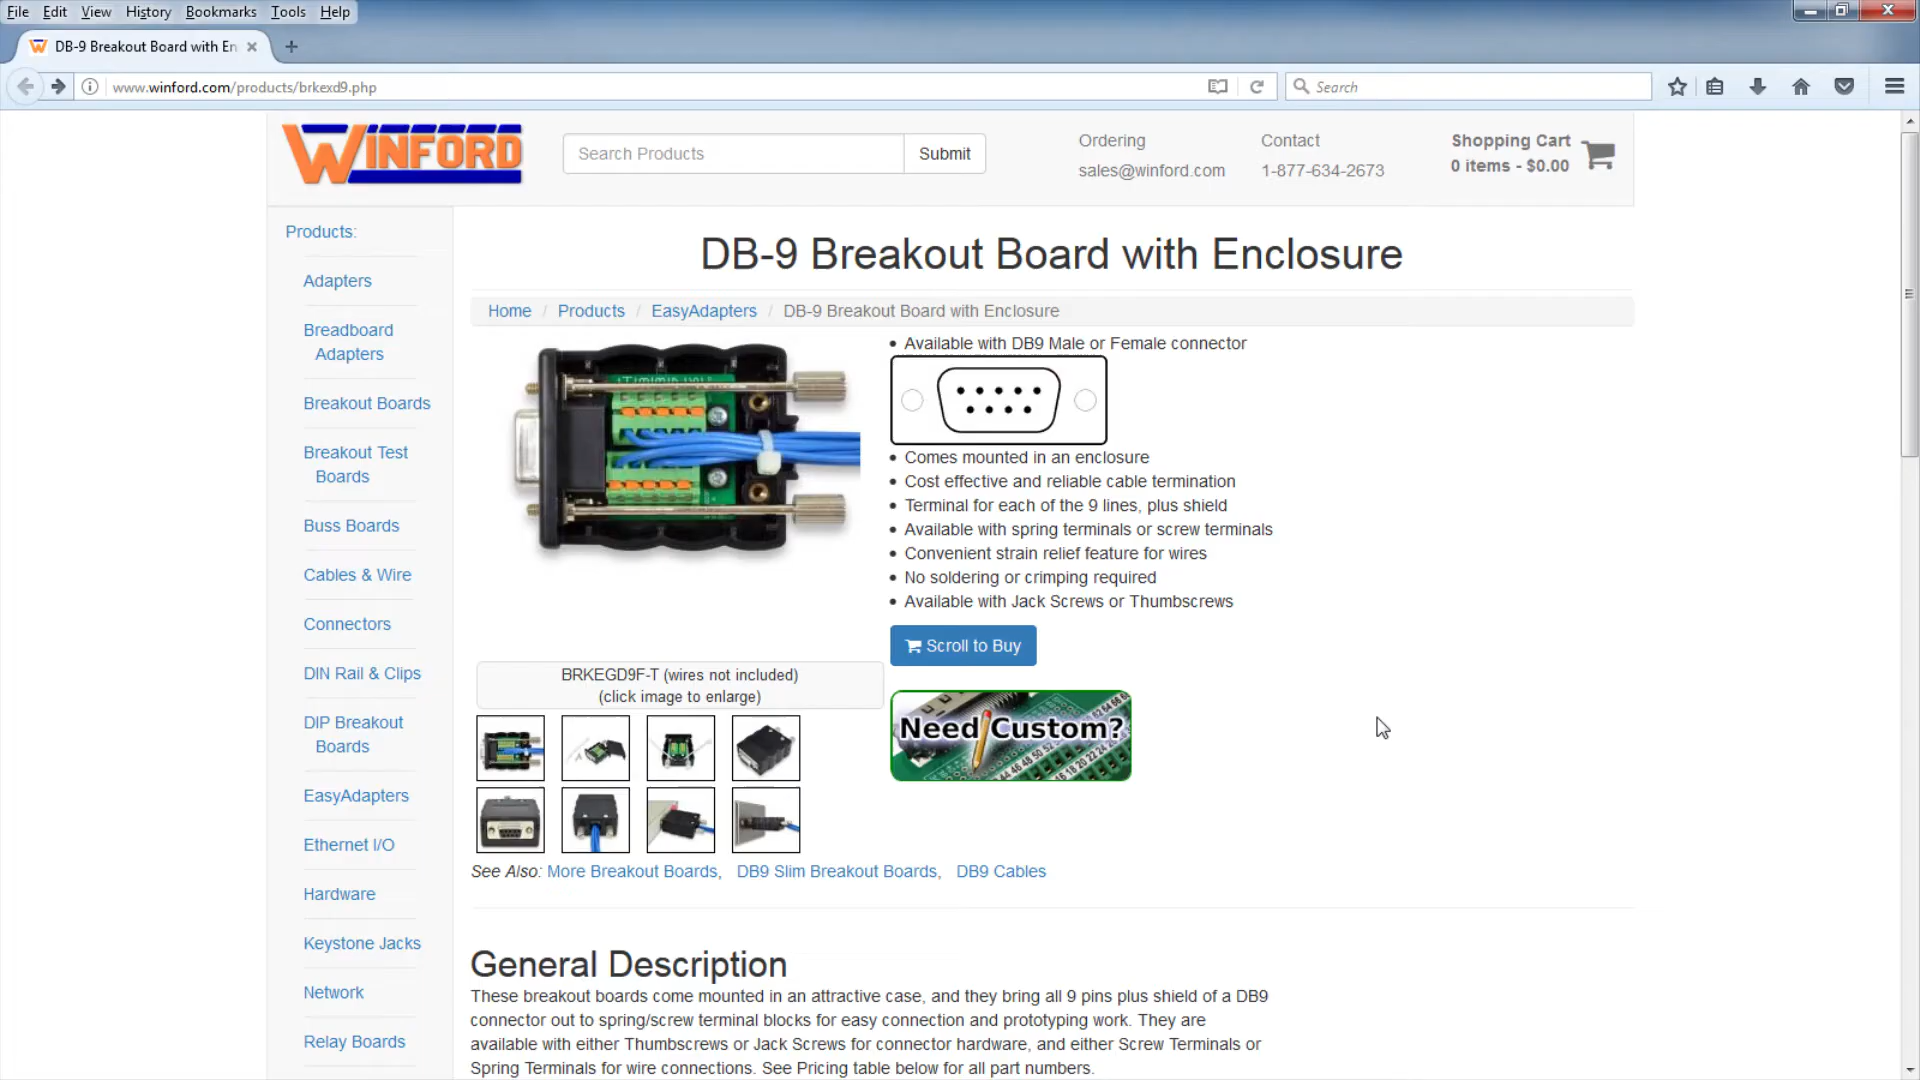 File Edit View History Bookmarks Tools Help
DB-9 Breakout Board with En
www.winford.com/products/brkexd9.php
Search
WINFORD
Search Products
Submit
Ordering
sales@winford.com
Contact
1-877-634-2673
Shopping Cart
0 items - $0.00
Products:
Adapters
Breadboard
Adapters
Breakout Boards
Breakout Test
Boards
Buss Boards
Cables & Wire
Connectors
DIN Rail & Clips
DIP Breakout
Boards
EasyAdapters
Ethernet I/O
Hardware
Keystone Jacks
Network
Relay Boards
DB-9 Breakout Board with Enclosure
Home / Products / EasyAdapters / DB-9 Breakout Board with Enclosure
• Available with DB9 Male or Female connector
• Comes mounted in an enclosure
• Cost effective and reliable cable termination
• Terminal for each of the 9 lines, plus shield
• Available with spring terminals or screw terminals
• Convenient strain relief feature for wires
• No soldering or crimping required
• Available with Jack Screws or Thumbscrews
Scroll to Buy
BRKEGD9F-T (wires not included)
(click image to enlarge)
Need Custom?
See Also: More Breakout Boards, DB9 Slim Breakout Boards, DB9 Cables
General Description
These breakout boards come mounted in an attractive case, and they bring all 9 pins plus shield of a DB9
connector out to spring/screw terminal blocks for easy connection and prototyping work. They are
available with either Thumbscrews or Jack Screws for connector hardware, and either Screw Terminals or
Spring Terminals for wire connections. See Pricing table below for all part numbers.